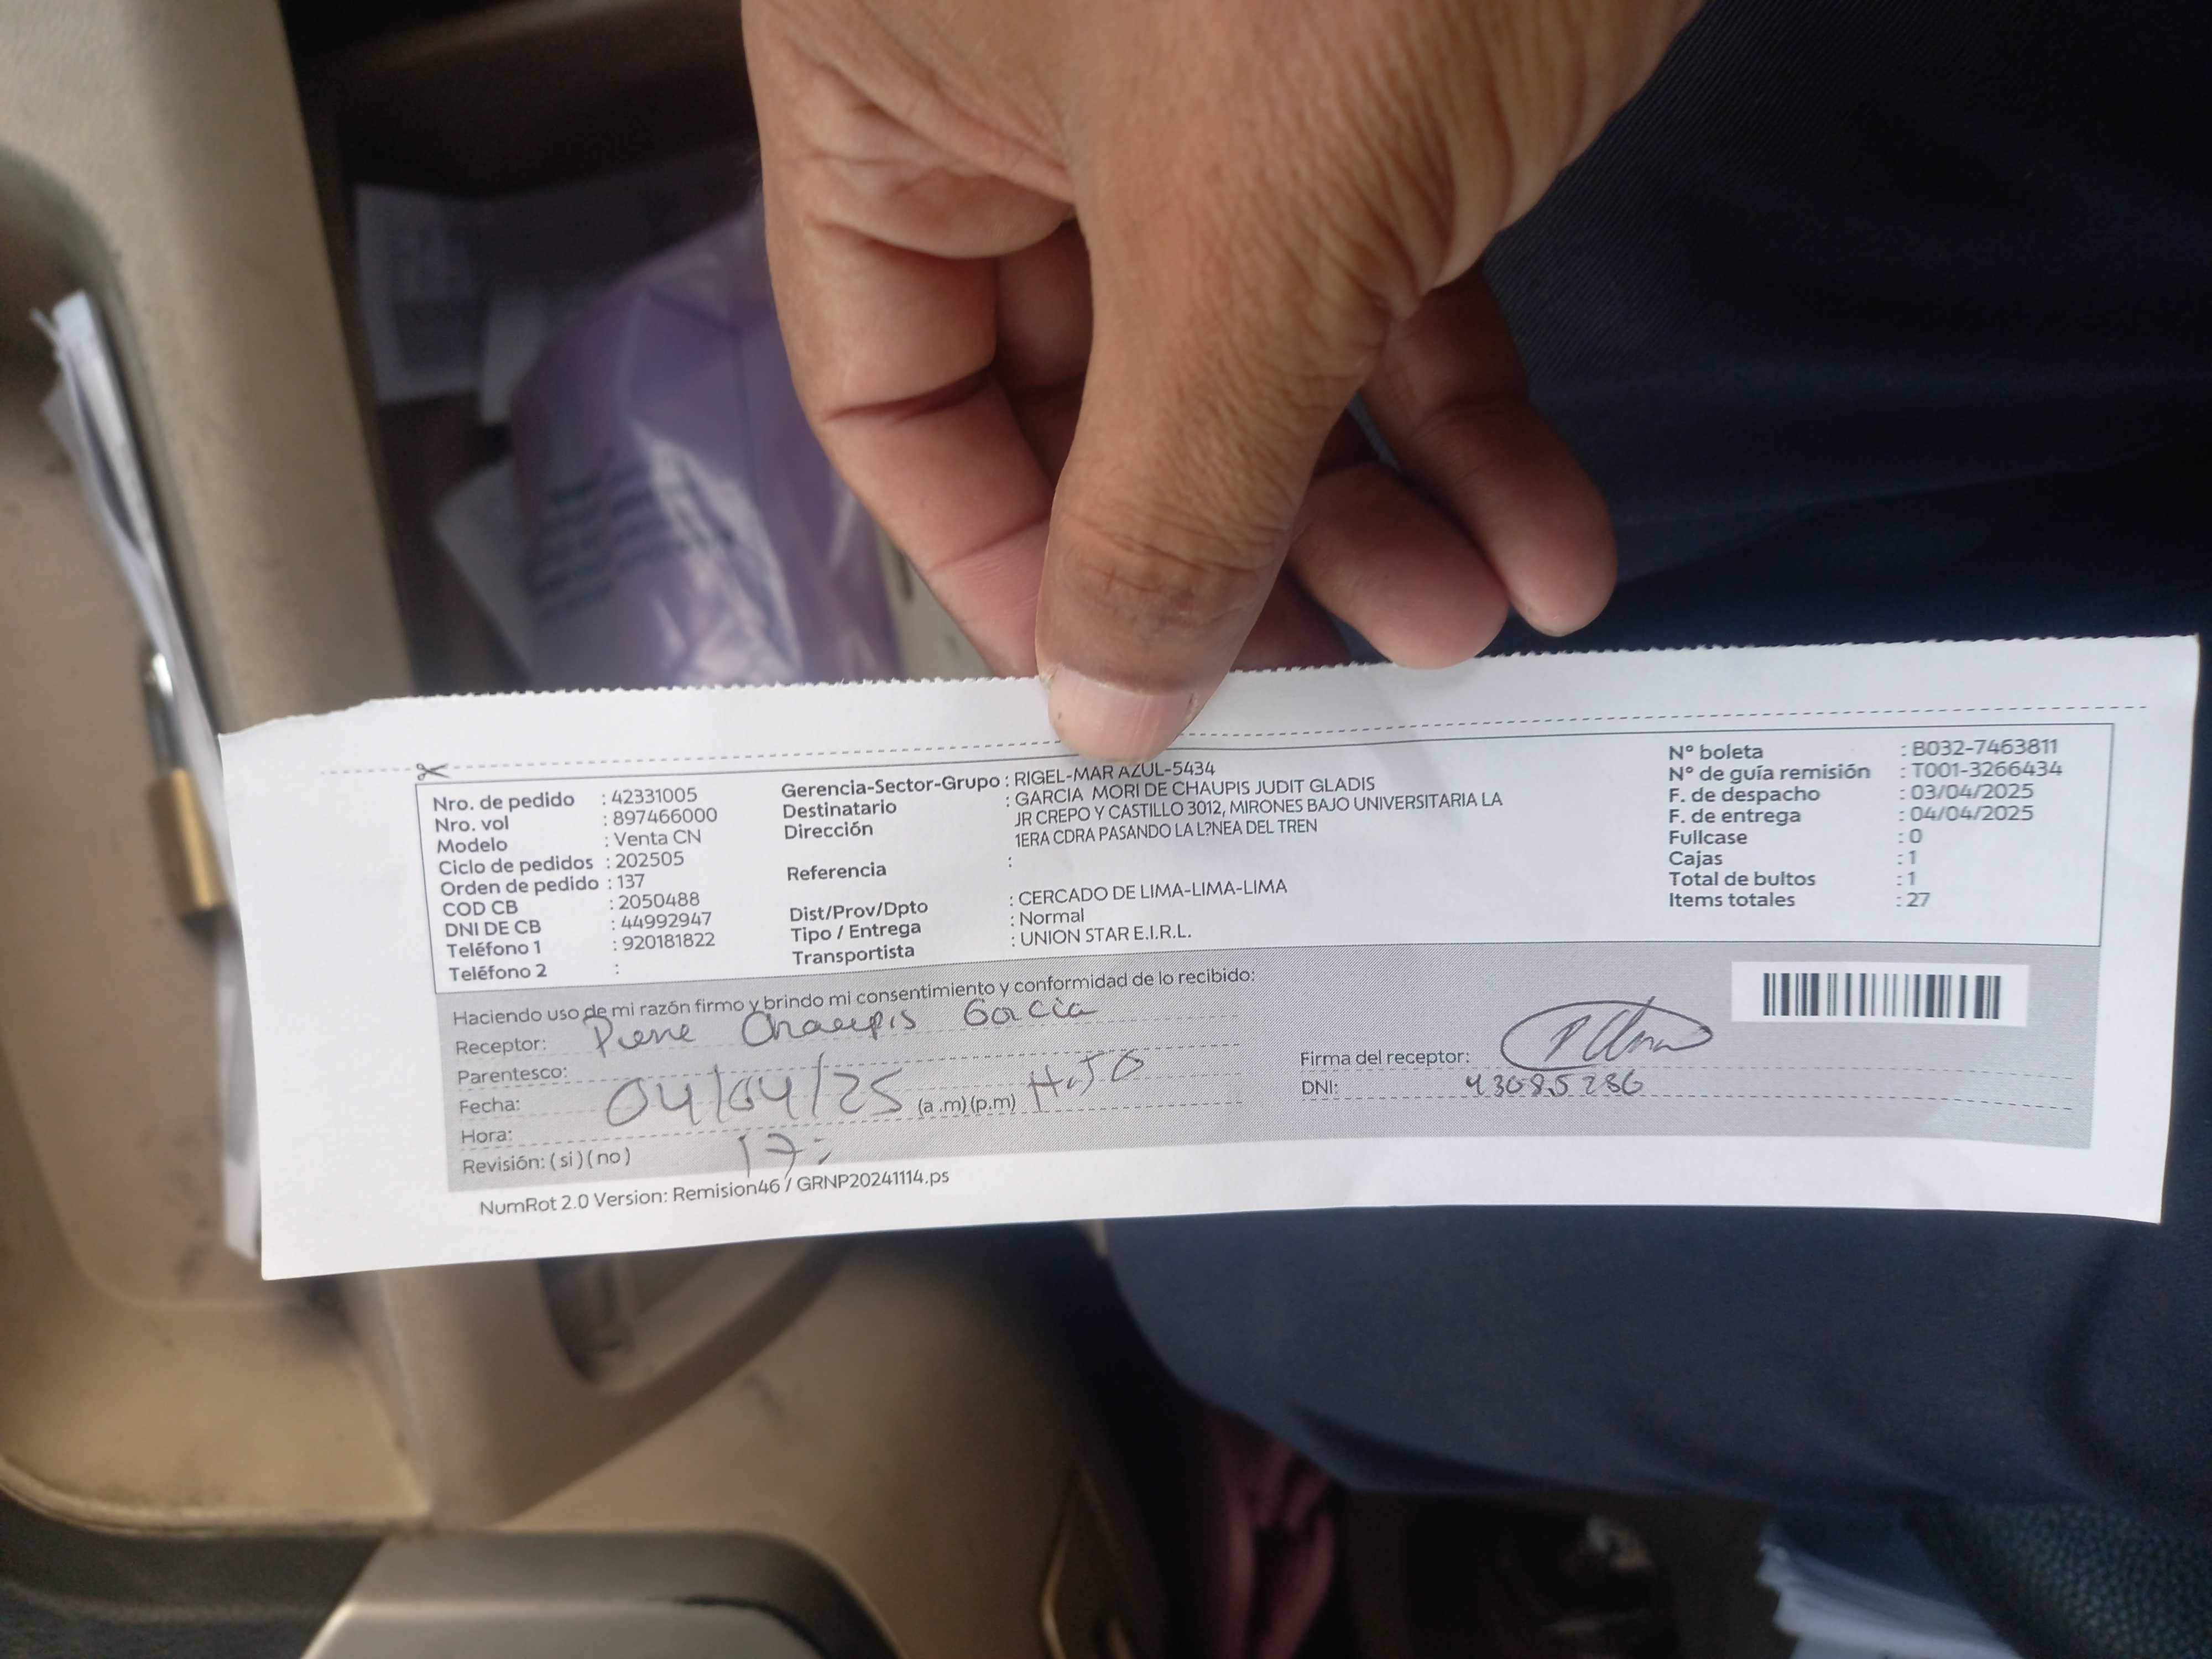 Nro. de pedido : 42331005
Nro. vol : 897466000
Modelo : Venta CN
Ciclo de pedidos : 202505
Orden de pedido : 137
COD CB : 2050488
DNI DE CB : 44992947
Teléfono 1 : 920181822
Teléfono 2 :
Gerencia-Sector-Grupo : RIGEL-MAR AZUL-5434
Destinatario : GARCIA MORI DE CHAUPIS JUDIT GLADIS
Dirección JR CREPO Y CASTILLO 3012, MIRONES BAJO UNIVERSITARIA LA
1ERA CDRA PASANDO LA L?NEA DEL TREN
Referencia :
Dist/Prov/Dpto : CERCADO DE LIMA-LIMA-LIMA
Tipo / Entrega : Normal
Transportista : UNION STAR E.I.R.L.
N° boleta : B032-7463811
N° de guía remisión : T001-3266434
F. de despacho : 03/04/2025
F. de entrega : 04/04/2025
Fullcase : 0
Cajas : 1
Total de bultos : 1
Items totales : 27
Haciendo uso de mi razón firmo y brindo mi consentimiento y conformidad de lo recibido:
Receptor: Chaupis
Parentesco:
Fecha: 04/04/25 (a .m) (p.m)
Hora: 17:
Revisión: ( si ) ( no )
Firma del receptor:
DNI: 43085286
NumRot 2.0 Version: Remision46 / GRNP20241114.ps